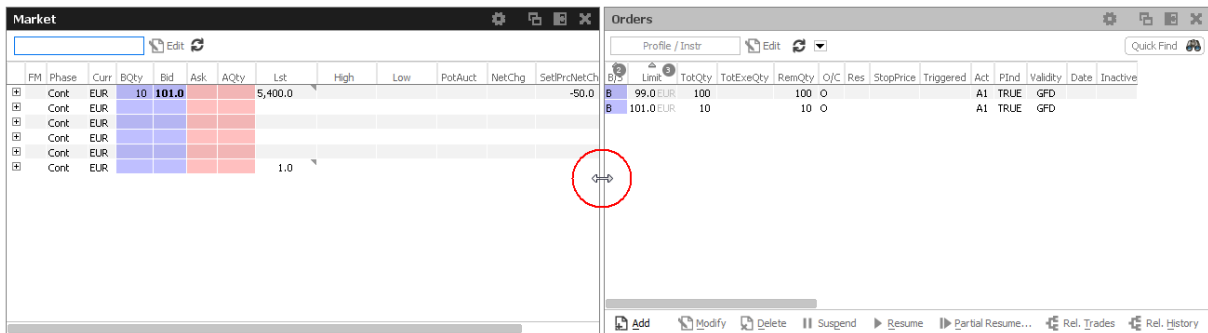 Market
Edit
FM Phase Curr BQty Bid Ask AQty Lst High Low PotAuct NetChg SetlPrcNetCh
Cont EUR 10 101.0 5,400.0 -50.0
Cont EUR
Cont EUR
Cont EUR
Cont EUR
Cont EUR 1.0
Orders
Profile / Instr Edit Quick Find
2 3
B/S Limit TotQty TotExeQty RemQty O/C Res StopPrice Triggered Act PInd Validity Date Inactive
B 99.0 EUR 100 100 O A1 TRUE GFD
B 101.0 EUR 10 10 O A1 TRUE GFD
Add Modify Delete Suspend Resume Partial Resume... Rel. Trades Rel. History